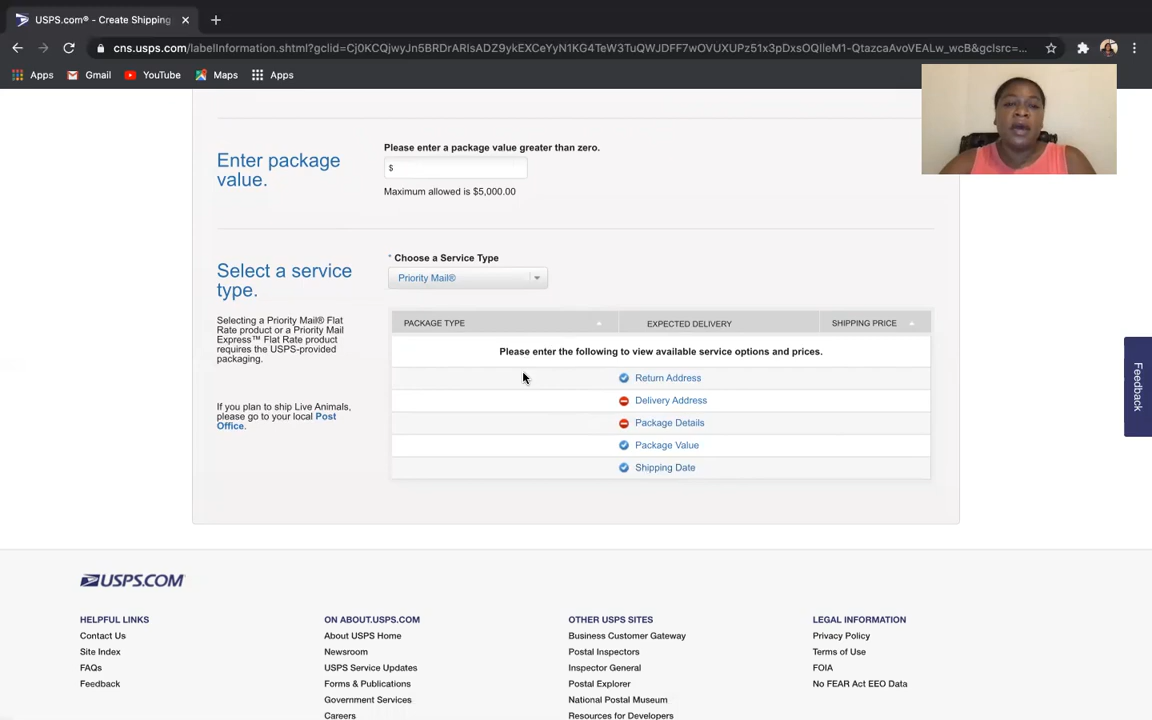 USPS.com® - Create Shipping
cns.usps.com/labelInformation.shtml?gclid=Cj0KCQjwyJn5BRDrARIsADZ9ykEXCeYyN1KG4TeW3TuQWJDFF7wOVUXUPz51x3pDxsOQIleM1-QtazcaAvoVEALw_wcB&gclsrc=...
Apps
Gmail
YouTube
Maps
Apps
Enter package
value.
Please enter a package value greater than zero.
$
Maximum allowed is $5,000.00
Select a service
type.
Selecting a Priority Mail® Flat
Rate product or a Priority Mail
Express™ Flat Rate product
requires the USPS-provided
packaging.
If you plan to ship Live Animals,
please go to your local Post
Office.
* Choose a Service Type
Priority Mail®
PACKAGE TYPE
EXPECTED DELIVERY
SHIPPING PRICE
Please enter the following to view available service options and prices.
Return Address
Delivery Address
Package Details
Package Value
Shipping Date
Feedback
USPS.COM®
HELPFUL LINKS
Contact Us
Site Index
FAQs
Feedback
ON ABOUT.USPS.COM
About USPS Home
Newsroom
USPS Service Updates
Forms & Publications
Government Services
Careers
OTHER USPS SITES
Business Customer Gateway
Postal Inspectors
Inspector General
Postal Explorer
National Postal Museum
Resources for Developers
LEGAL INFORMATION
Privacy Policy
Terms of Use
FOIA
No FEAR Act EEO Data